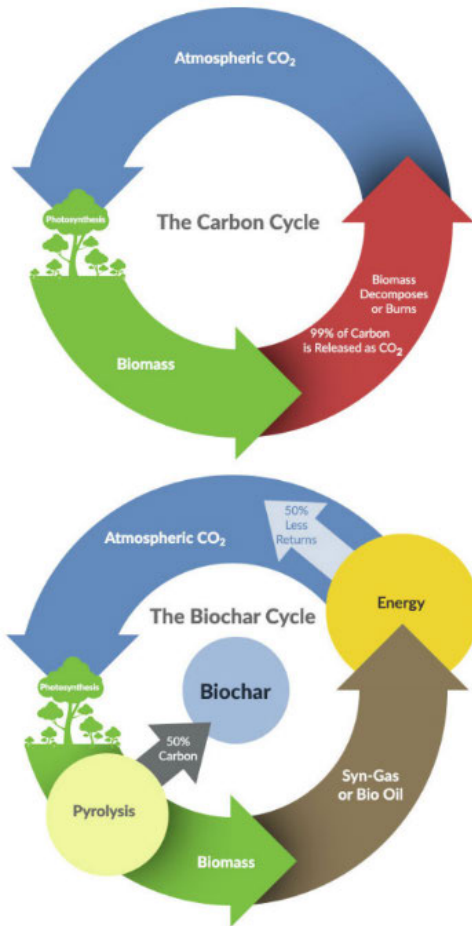 Atmospheric CO₂
Photosynthesis
The Carbon Cycle
Biomass
Decomposes
or Burns
99% of Carbon
is Released as CO₂
Biomass
50%
Less
Returns
Atmospheric CO₂
Energy
The Biochar Cycle
Photosynthesis
Biochar
50%
Carbon
Syn-Gas
or Bio Oil
Pyrolysis
Biomass